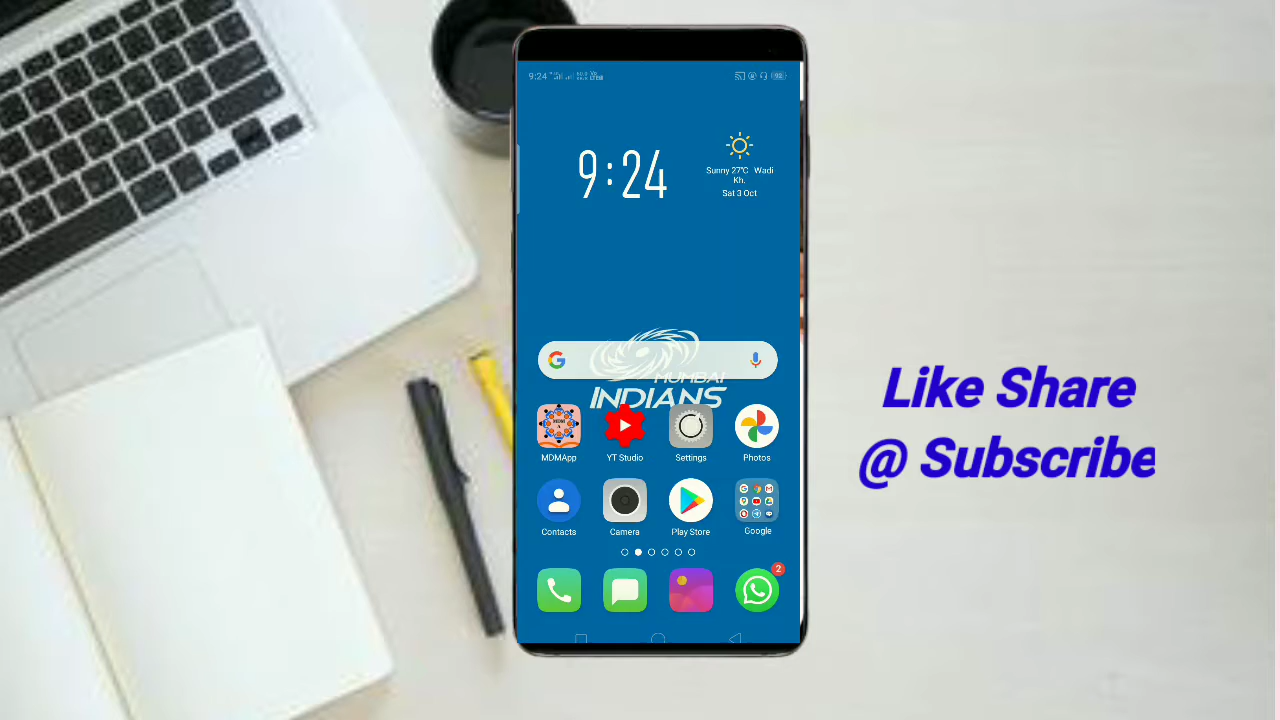 9:24
92
9:24
Sunny 27°C Wadi
Kh.
Sat 3 Oct
MUMBAI
INDIANS
MDMApp
YT Studio
Settings
Photos
Contacts
Camera
Play Store
Google
2
Like Share
@ Subscribe